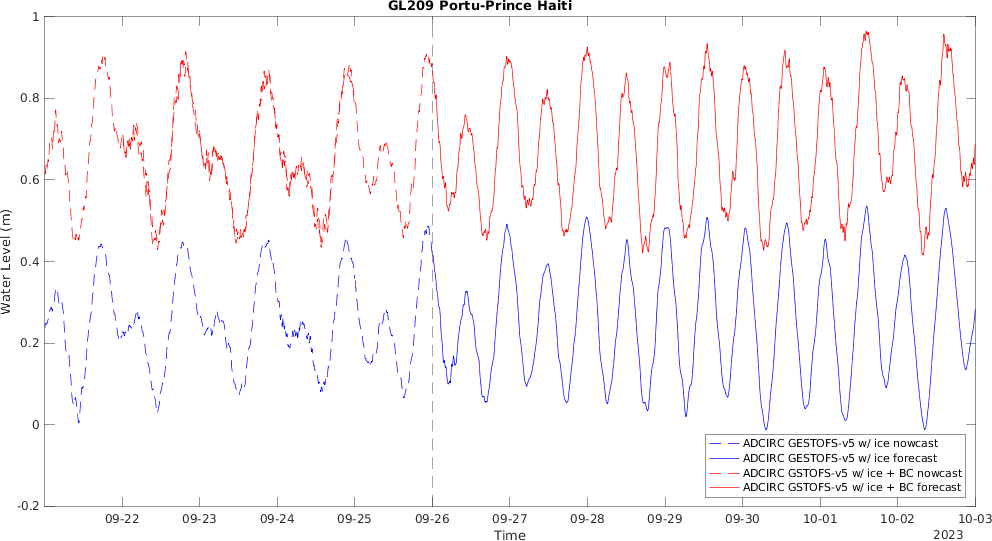 GL209 Portu-Prince Haiti
1
0.8
0.6
0.4
0.2
0
-0.2
Water Level (m)
ADCIRC GESTOFS-v5 w/ ice nowcast
ADCIRC GESTOFS-v5 w/ ice forecast
ADCIRC GSTOFS-v5 w/ ice + BC nowcast
ADCIRC GSTOFS-v5 w/ ice + BC forecast
09-22 09-23 09-24 09-25 09-26 09-27 09-28 09-29 09-30 10-01 10-02 10-03
Time
2023